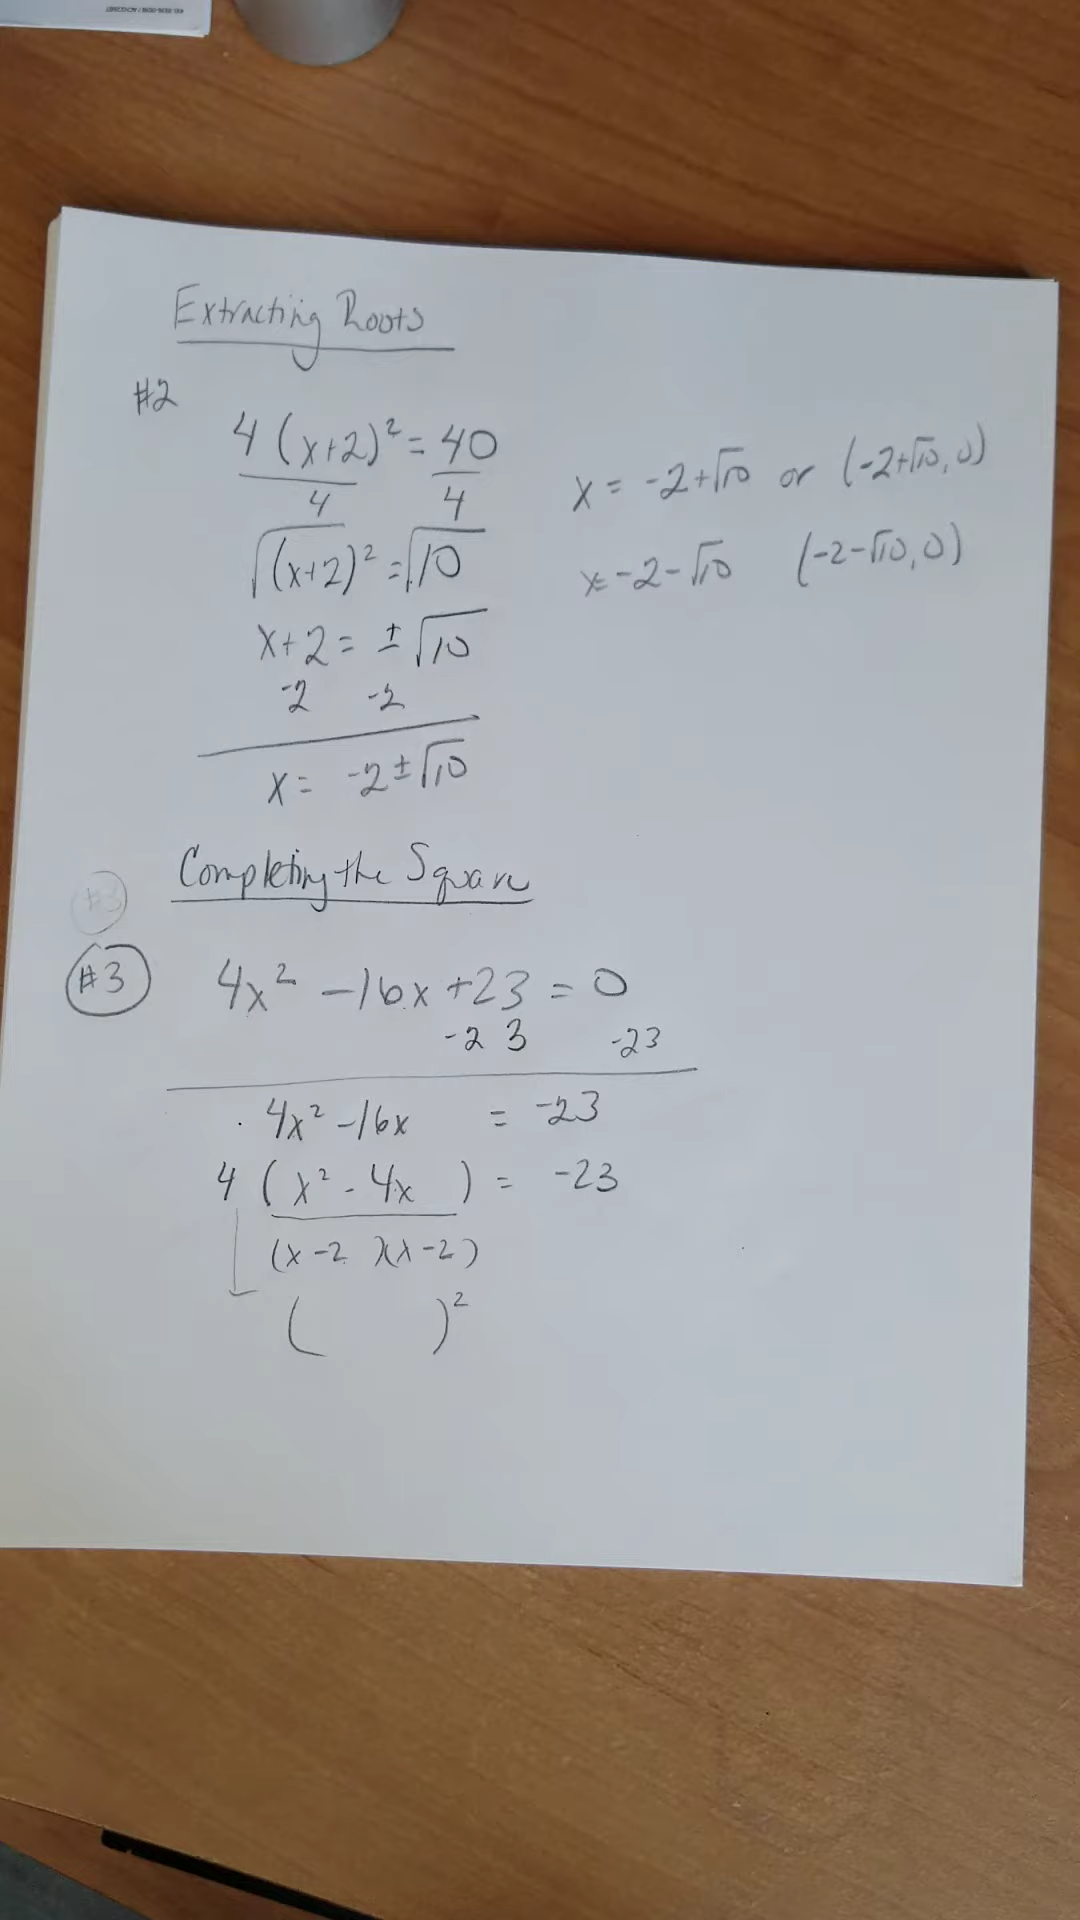 Extracting Roots
#2
4(x+2)² = 40
4 4
√(x+2)² = √10
x+2 = ±√10
-2 -2
x = -2±√10
x = -2+√10 or (-2+√10, 0)
x = -2-√10 (-2-√10, 0)
Completing the Square
#3
#3 4x² -16x +23 = 0
-23 -23
4x² -16x = -23
4(x² - 4x ) = -23
(x-2)(x-2)
( )²